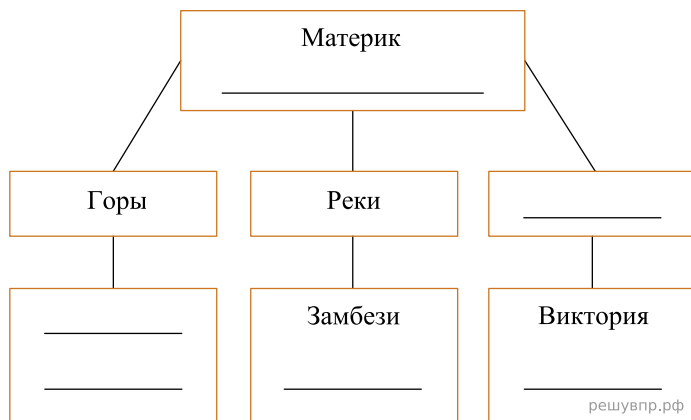 Материк
Горы
Реки
Замбези
Виктория
решувпр.рф